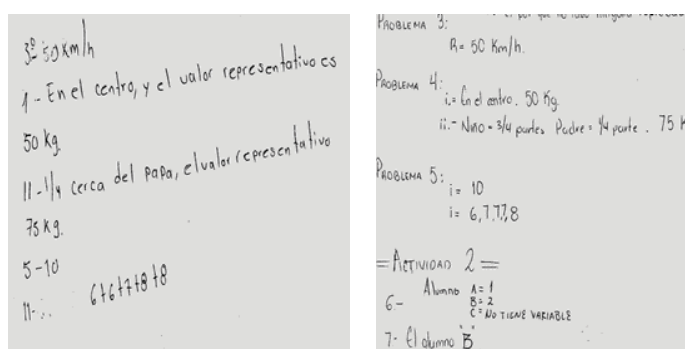 3º 50 Km/h
1 - En el centro, y el valor representativo es
50 kg
II - 1/4 cerca del papa, el valor representativo
75 kg.
5-10
II-... 6+6+7+8+8
PROBLEMA 3:
R= 50 Km/h.
PROBLEMA 4:
i.= En el centro. 50 Kg.
ii.- Niño = 3/4 partes Padre = 1/4 parte. 75 K
PROBLEMA 5:
i= 10
i= 6,7,7,7,8
= ACTIVIDAD 2 =
6.- Alumno A = 1
B = 2
C = NO TIENE VARIABLE
7- El alumno "B"